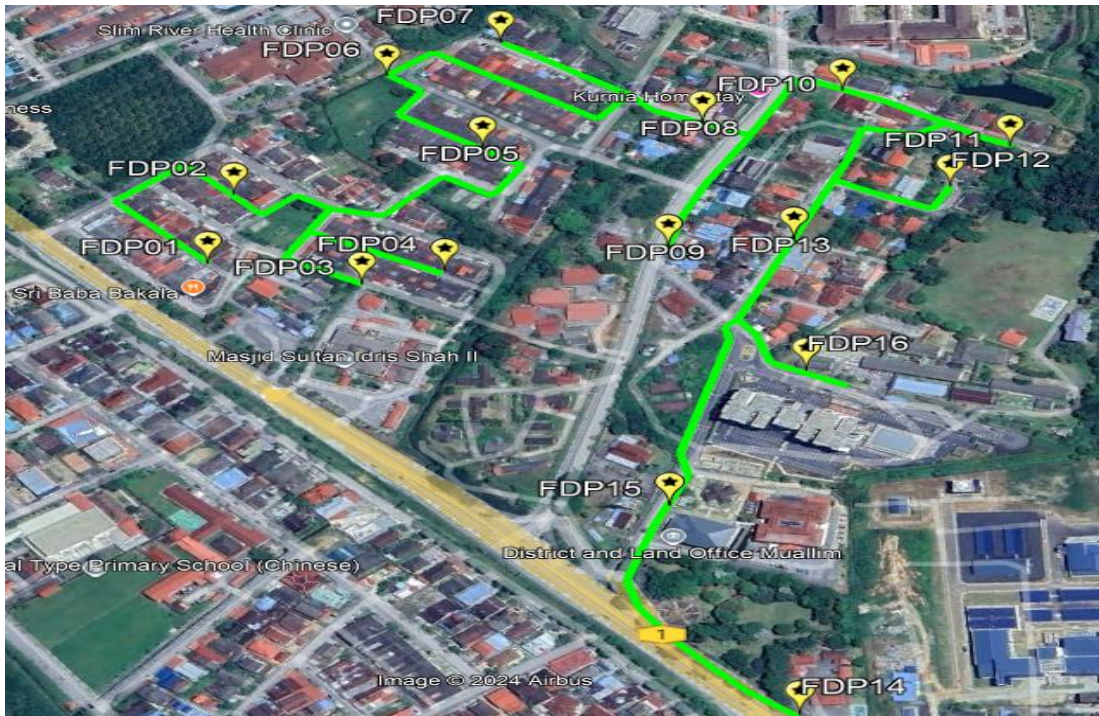 FDP07
Slim River Health Clinic
FDP06
FDP10
Kurnia Homestay
ness
FDP08
FDP11
FDP05
FDP12
FDP02
FDP01
FDP04
FDP09
FDP13
FDP03
Sri Baba Bakala
Masjid Sultan Idris Shah II
FDP16
FDP15
District and Land Office Muallim
al Type Primary School (Chinese)
1
Image © 2024 Airbus
FDP14